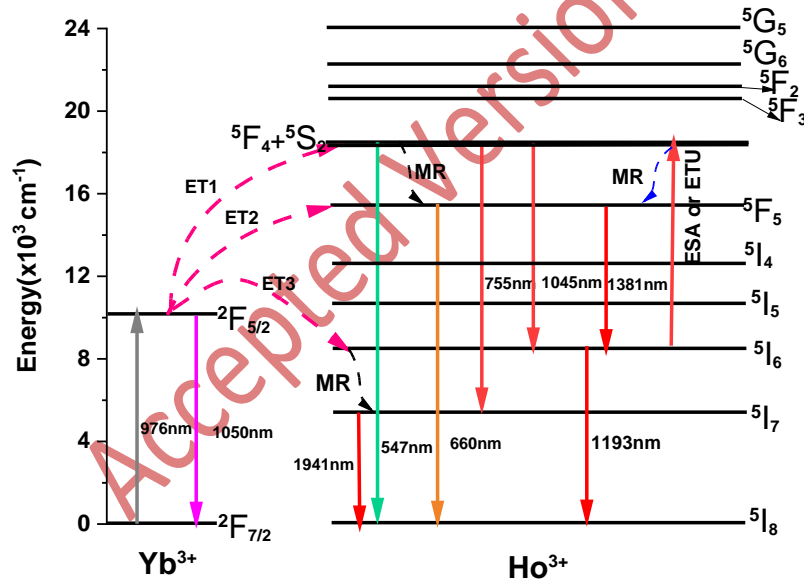 24
20
16
12
8
4
0
Energy(x10³ cm⁻¹)
⁵G₅
⁵G₆
⁵F₂
⁵F₃
⁵F₄+⁵S₂
ET1
ET2
ET3
MR
MR
MR
ESA or ETU
⁵F₅
⁵I₄
755nm
1045nm
1381nm
⁵I₅
²F₅/₂
⁵I₆
⁵I₇
976nm
1050nm
1941nm
547nm
660nm
1193nm
²F₇/₂
⁵I₈
Yb³⁺
Ho³⁺
Accepted Version